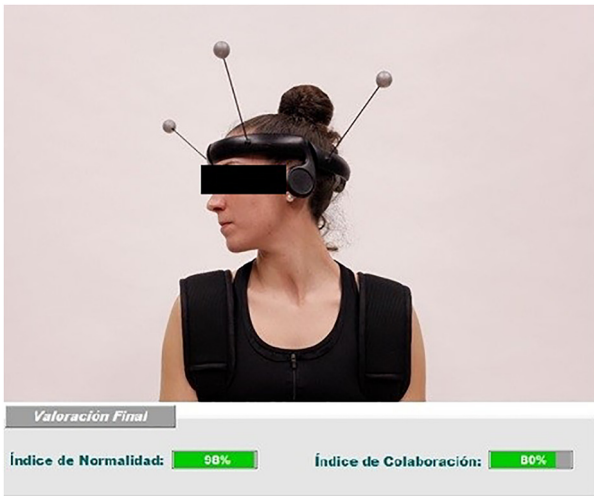 Valoración Final
Índice de Normalidad: 98% Índice de Colaboración: 80%